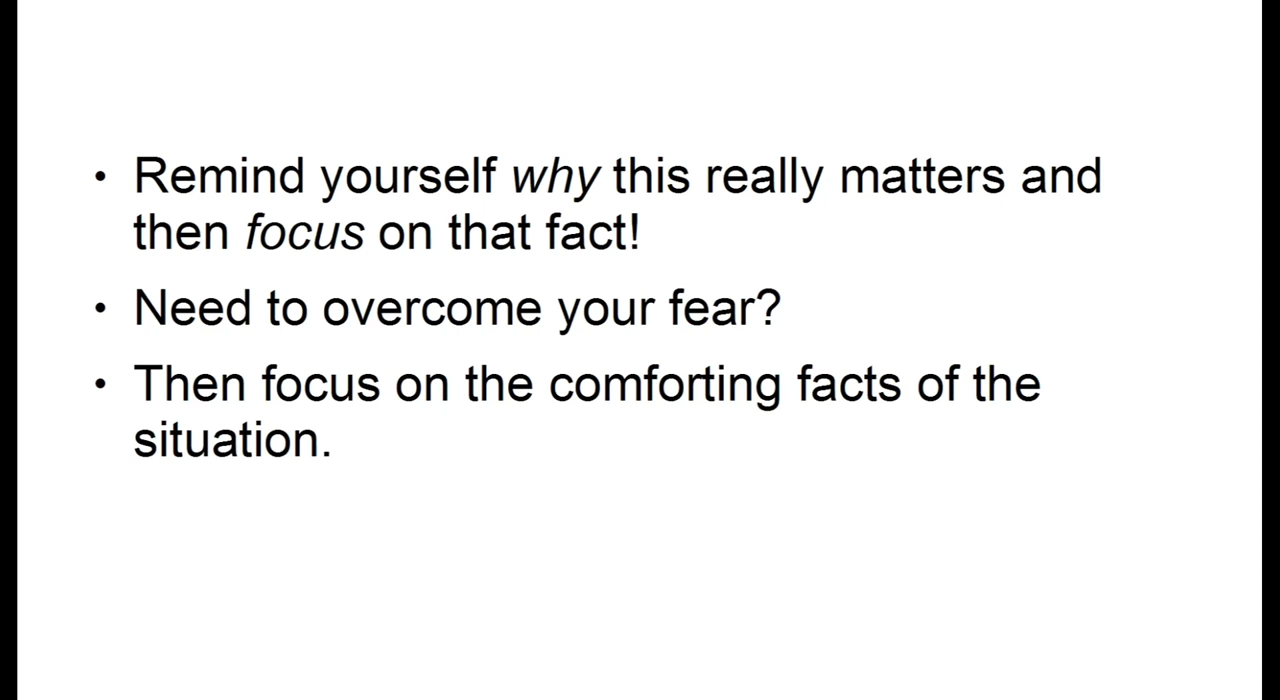 • Remind yourself why this really matters and
then focus on that fact!
• Need to overcome your fear?
• Then focus on the comforting facts of the
situation.